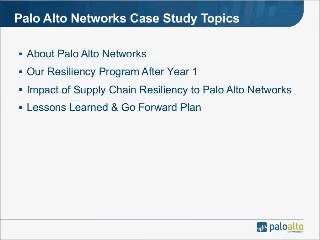 Palo Alto Networks Case Study Topics
About Palo Alto Networks
Our Resiliency Program After Year 1
Impact of Supply Chain Resiliency to Palo Alto Networks
Lessons Learned & Go Forward Plan
paloalto